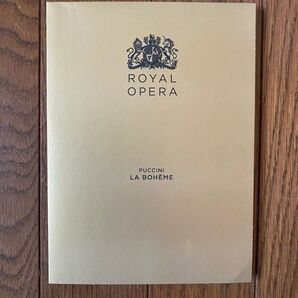 ROYAL
OPERA
PUCCINI
LA BOHÈME